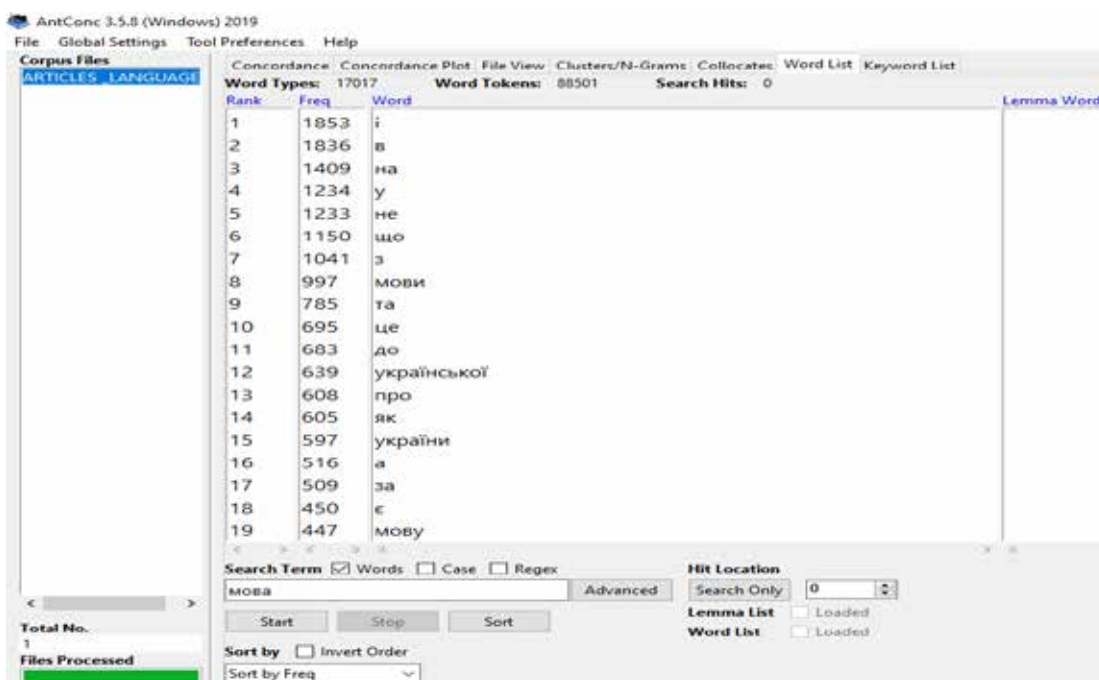 AntConc 3.5.8 (Windows) 2019
File Global Settings Tool Preferences Help
Corpus Files
ARTICLES_LANGUAGE
Concordance Concordance Plot File View Clusters/N-Grams Collocates Word List Keyword List
Word Types: 17017 Word Tokens: 88501 Search Hits: 0
Rank Freq Word Lemma Word
1 1853 і
2 1836 в
3 1409 на
4 1234 у
5 1233 не
6 1150 що
7 1041 з
8 997 мови
9 785 та
10 695 це
11 683 до
12 639 української
13 608 про
14 605 як
15 597 україни
16 516 а
17 509 за
18 450 є
19 447 мову
Search Term Words Case Regex Hit Location
мова Advanced Search Only 0
Start Stop Sort Lemma List Loaded
Word List Loaded
Total No.
1
Files Processed
Sort by Invert Order
Sort by Freq